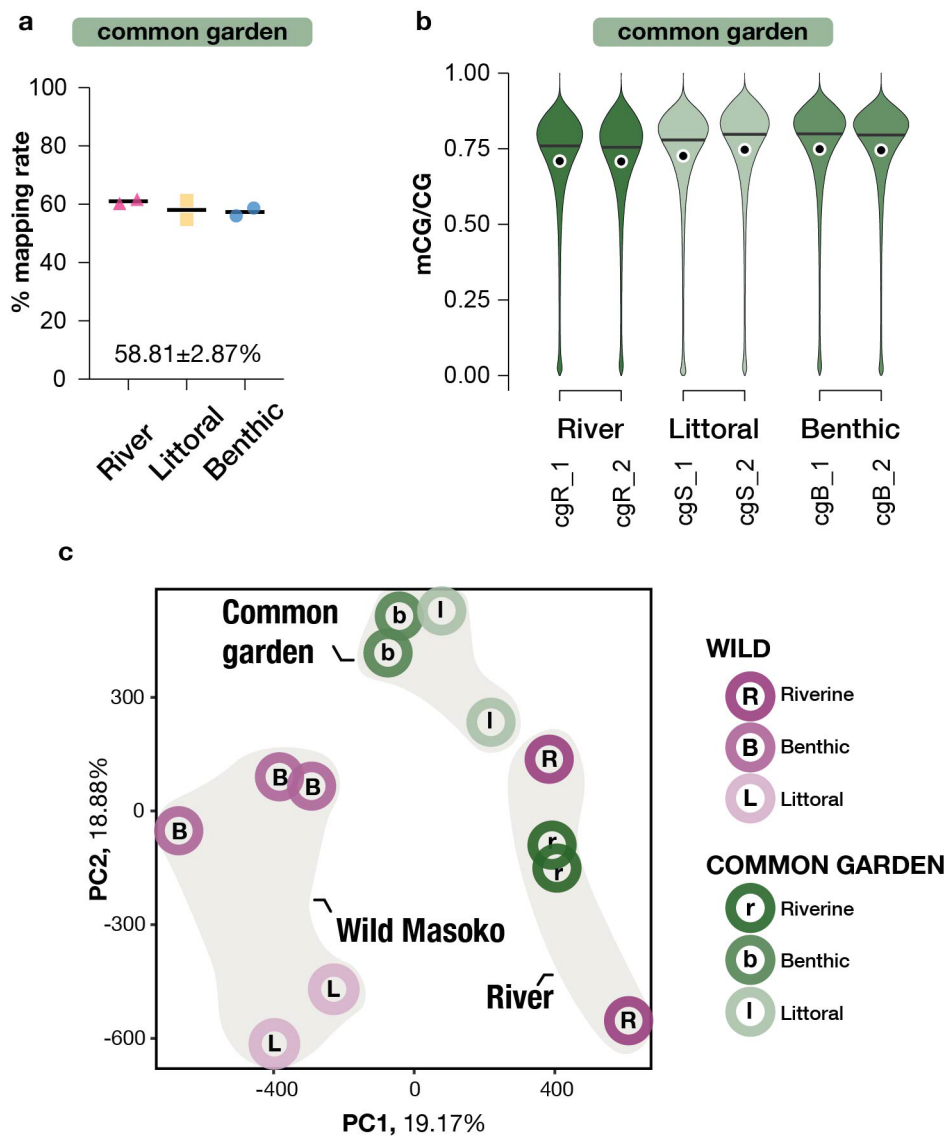 a
common garden
% mapping rate
100
80
60
40
20
0
58.81±2.87%
River
Littoral
Benthic
b
common garden
mCG/CG
1.00
0.75
0.50
0.25
0.00
River
Littoral
Benthic
cgR_1
cgR_2
cgS_1
cgS_2
cgB_1
cgB_2
c
Common
garden
b
l
b
l
R
B
B
B
r
r
Wild Masoko
L
River
R
L
PC2, 18.88%
300
0
-300
-600
-400
0
400
PC1, 19.17%
WILD
R Riverine
B Benthic
L Littoral
COMMON GARDEN
r Riverine
b Benthic
l Littoral